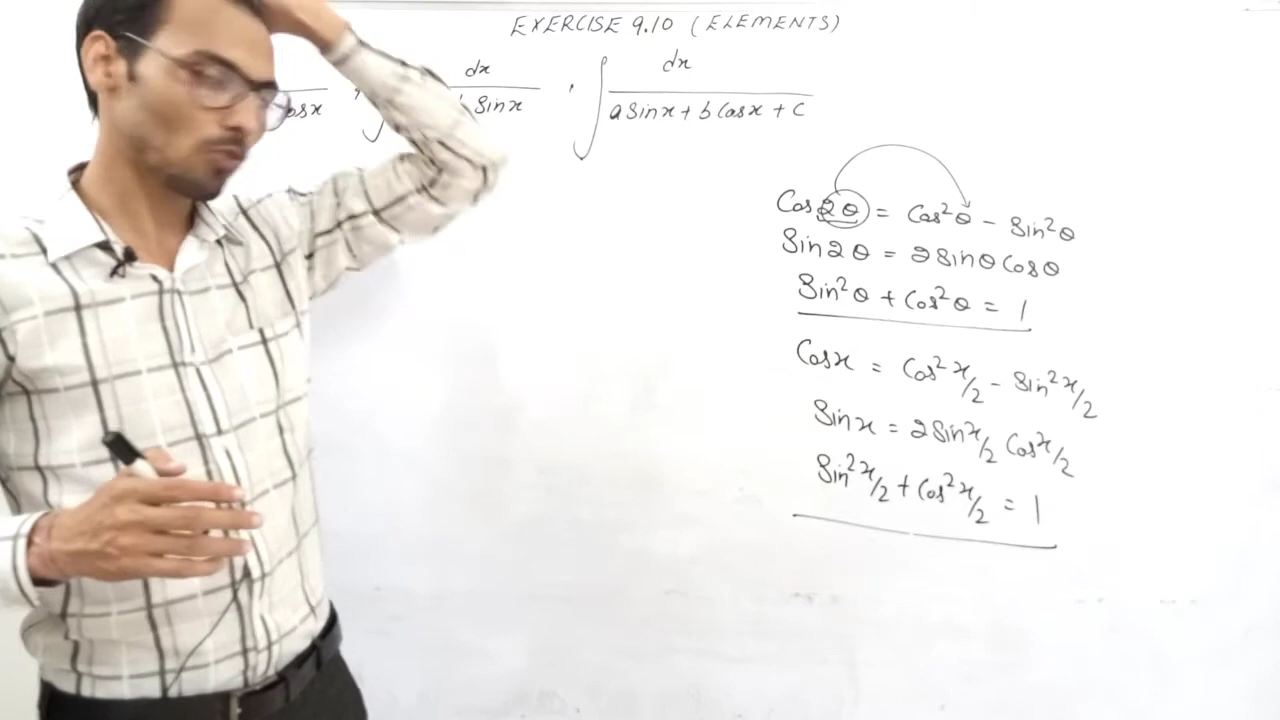 EXERCISE 9.10 (ELEMENTS)
dx dx
Sinx , ∫ a Sinx + b Cosx + C
Cos2θ = Cos²θ - Sin²θ
Sin2θ = 2SinθCosθ
Sin²θ + Cos²θ = 1
Cosx = Cos²x/2 - Sin²x/2
Sinx = 2Sinx/2 Cosx/2
Sin²x/2 + Cos²x/2 = 1